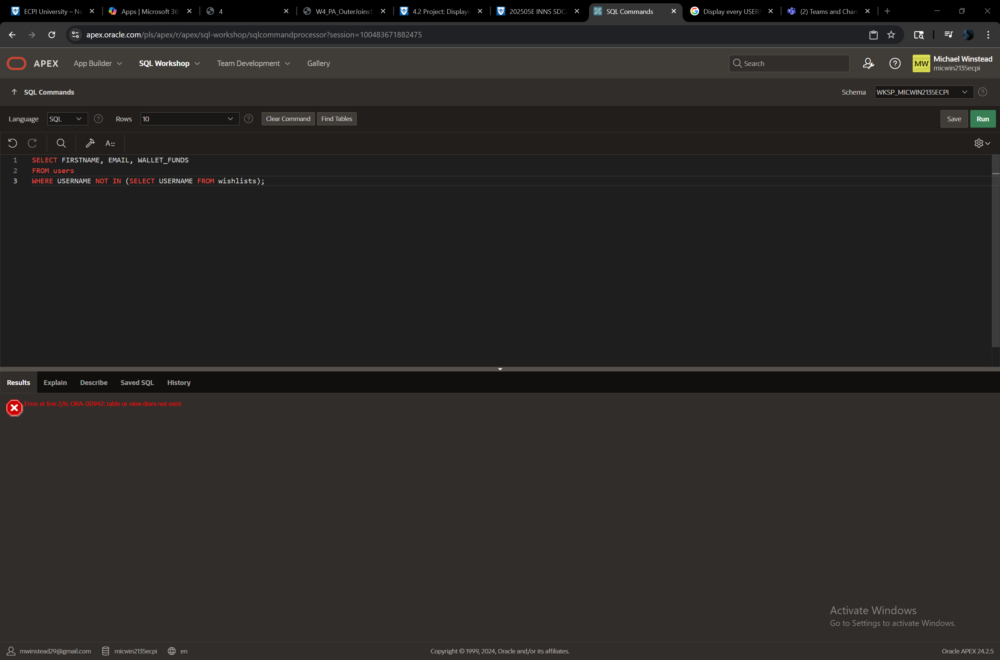 ECPI University – Ne
Apps | Microsoft 365
4
W4_PA_OuterJoins1
4.2 Project: Displayi
202505E INNS SDC2
SQL Commands
Display every USERN
(2) Teams and Chan
apex.oracle.com/pls/apex/r/apex/sql-workshop/sqlcommandprocessor?session=100483671882475
APEX
App Builder
SQL Workshop
Team Development
Gallery
Search
MW
Michael Winstead
micwin2135ecpi
SQL Commands
Schema
WKSP_MICWIN2135ECPI
Language
SQL
Rows
10
Clear Command
Find Tables
Save
Run
A::
1 SELECT FIRSTNAME, EMAIL, WALLET_FUNDS
2 FROM users
3 WHERE USERNAME NOT IN (SELECT USERNAME FROM wishlists);
Results
Explain
Describe
Saved SQL
History
Error at line 2/6: ORA-00942: table or view does not exist
Activate Windows
Go to Settings to activate Windows.
mwinstead29@gmail.com
micwin2135ecpi
en
Copyright © 1999, 2024, Oracle and/or its affiliates.
Oracle APEX 24.2.5